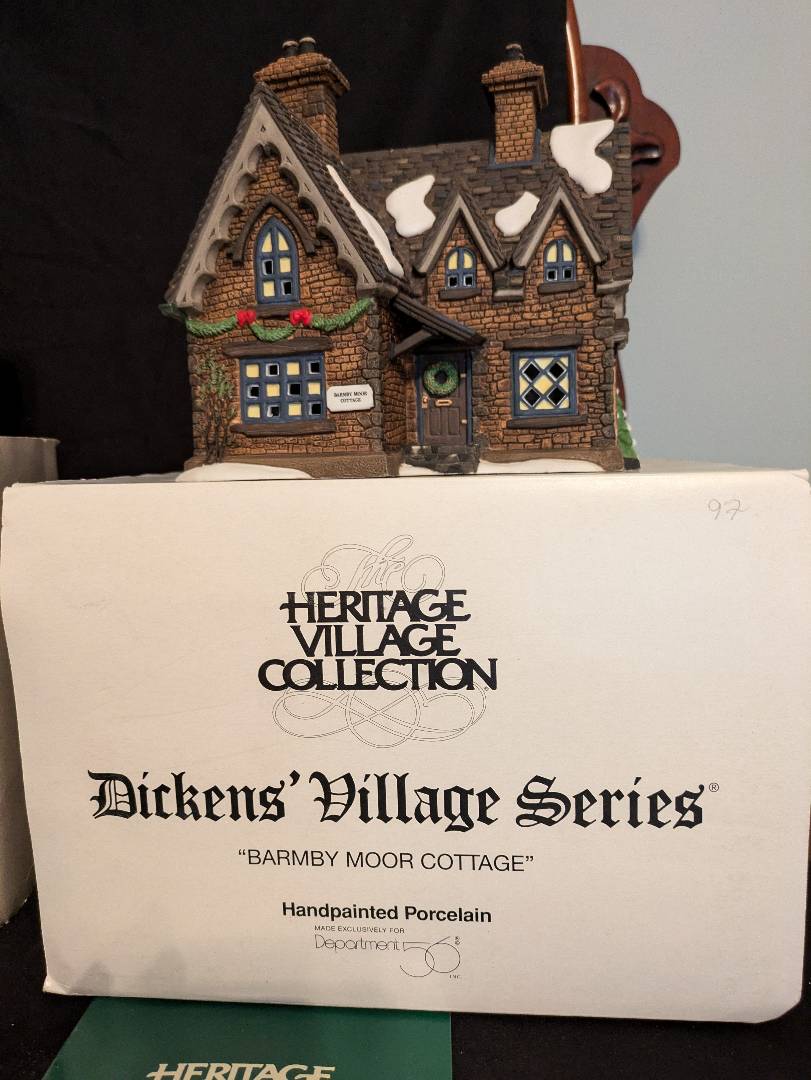 BARMBY MOOR
COTTAGE
97
The
HERITAGE
VILLAGE
COLLECTION®
Dickens' Village Series®
“BARMBY MOOR COTTAGE”
Handpainted Porcelain
MADE EXCLUSIVELY FOR
Department 56®
INC.
HERITAGE